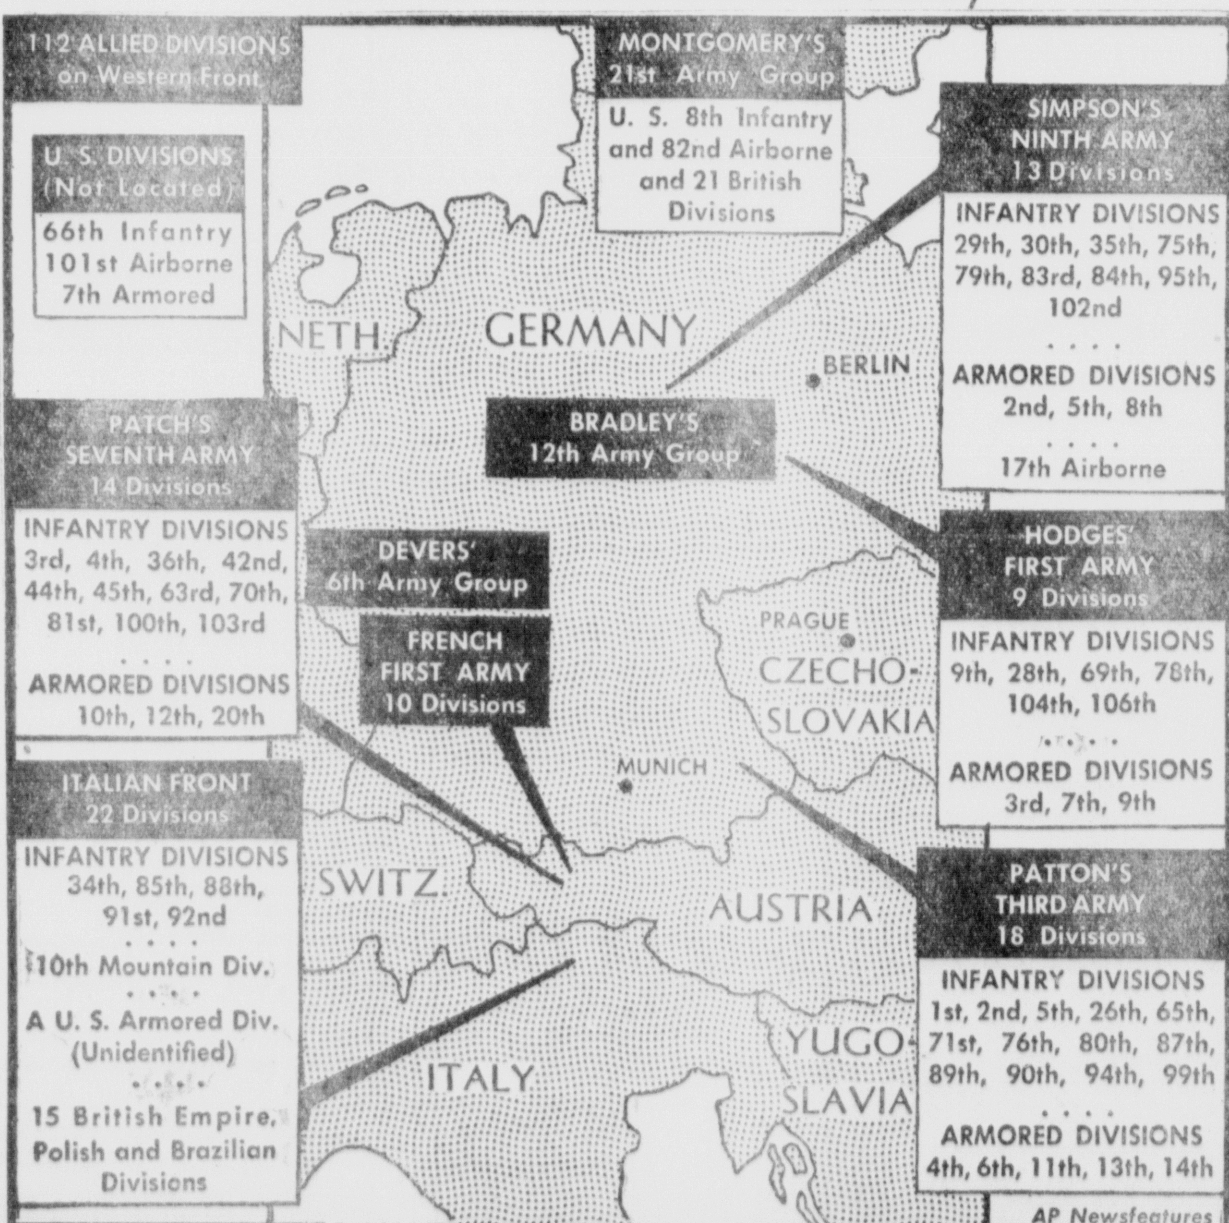 112 ALLIED DIVISIONS
on Western Front
U. S. DIVISIONS
(Not Located)
66th Infantry
101st Airborne
7th Armored
MONTGOMERY'S
21st Army Group
U. S. 8th Infantry
and 82nd Airborne
and 21 British
Divisions
SIMPSON'S
NINTH ARMY
13 Divisions
INFANTRY DIVISIONS
29th, 30th, 35th, 75th,
79th, 83rd, 84th, 95th,
102nd
. . . .
ARMORED DIVISIONS
2nd, 5th, 8th
. . . .
17th Airborne
NETH.
GERMANY
BERLIN
BRADLEY'S
12th Army Group
PATCH'S
SEVENTH ARMY
14 Divisions
INFANTRY DIVISIONS
3rd, 4th, 36th, 42nd,
44th, 45th, 63rd, 70th,
81st, 100th, 103rd
. . . .
ARMORED DIVISIONS
10th, 12th, 20th
DEVERS'
6th Army Group
FRENCH
FIRST ARMY
10 Divisions
HODGES'
FIRST ARMY
9 Divisions
INFANTRY DIVISIONS
9th, 28th, 69th, 78th,
104th, 106th
. . . .
ARMORED DIVISIONS
3rd, 7th, 9th
PRAGUE
CZECHO-
SLOVAKIA
MUNICH
ITALIAN FRONT
22 Divisions
INFANTRY DIVISIONS
34th, 85th, 88th,
91st, 92nd
. . . .
10th Mountain Div.
. . . .
A U. S. Armored Div.
(Unidentified)
. . . .
15 British Empire,
Polish and Brazilian
Divisions
SWITZ.
AUSTRIA
ITALY
YUGO-
SLAVIA
PATTON'S
THIRD ARMY
18 Divisions
INFANTRY DIVISIONS
1st, 2nd, 5th, 26th, 65th,
71st, 76th, 80th, 87th,
89th, 90th, 94th, 99th
. . . .
ARMORED DIVISIONS
4th, 6th, 11th, 13th, 14th
AP Newsfeatures